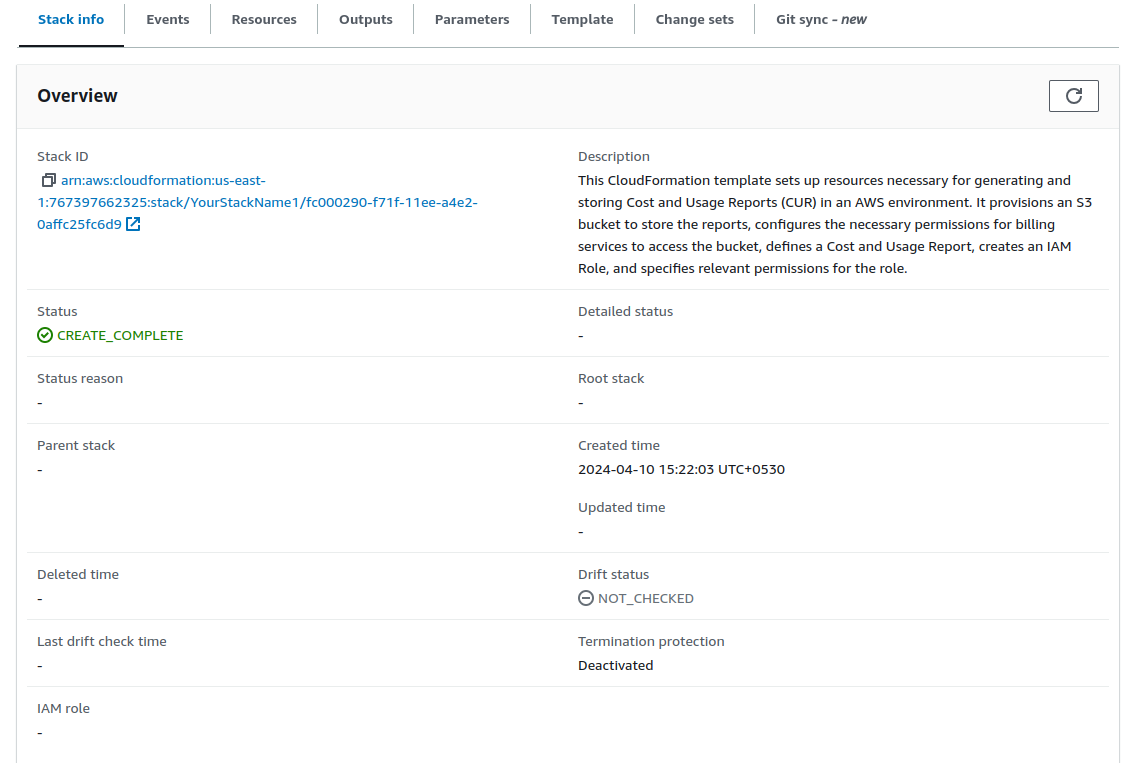 Stack info
Events
Resources
Outputs
Parameters
Template
Change sets
Git sync - new
Overview
Stack ID
arn:aws:cloudformation:us-east-
1:767397662325:stack/YourStackName1/fc000290-f71f-11ee-a4e2-
0affc25fc6d9
Description
This CloudFormation template sets up resources necessary for generating and
storing Cost and Usage Reports (CUR) in an AWS environment. It provisions an S3
bucket to store the reports, configures the necessary permissions for billing
services to access the bucket, defines a Cost and Usage Report, creates an IAM
Role, and specifies relevant permissions for the role.
Status
CREATE_COMPLETE
Detailed status
-
Status reason
-
Root stack
-
Parent stack
-
Created time
2024-04-10 15:22:03 UTC+0530
Updated time
-
Deleted time
-
Drift status
NOT_CHECKED
Last drift check time
-
Termination protection
Deactivated
IAM role
-